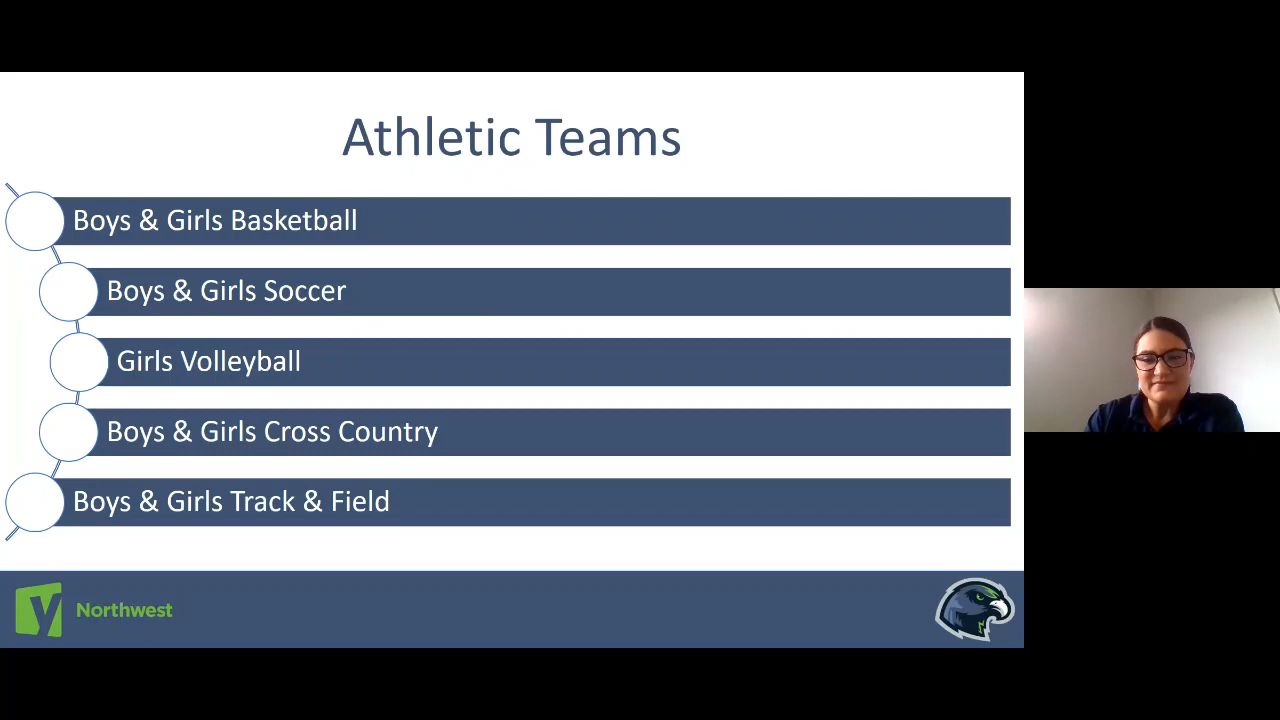 Athletic Teams
Boys & Girls Basketball
Boys & Girls Soccer
Girls Volleyball
Boys & Girls Cross Country
Boys & Girls Track & Field
Y Northwest